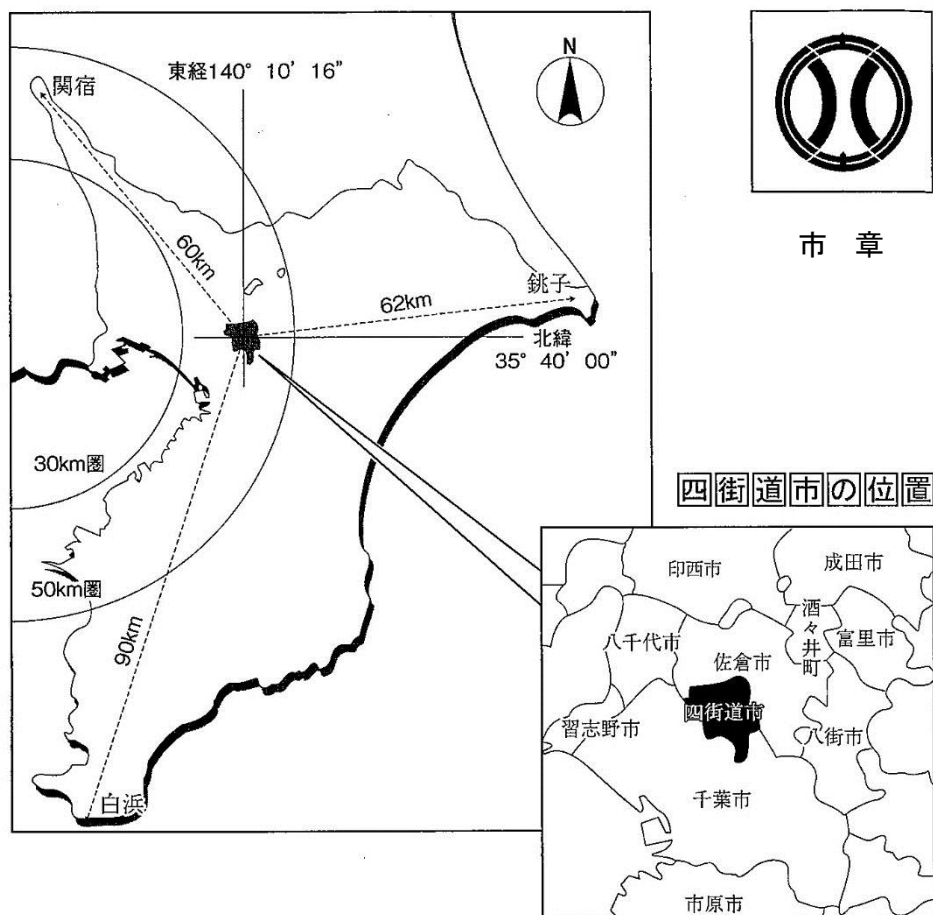 東経140° 10’ 16”
N
関宿
60km
62km
銚子
北緯
35° 40’ 00”
30km圏
50km圏
90km
白浜
市 章
四街道市の位置
印西市
成田市
酒々井町
富里市
八千代市
佐倉市
四街道市
習志野市
八街市
千葉市
市原市